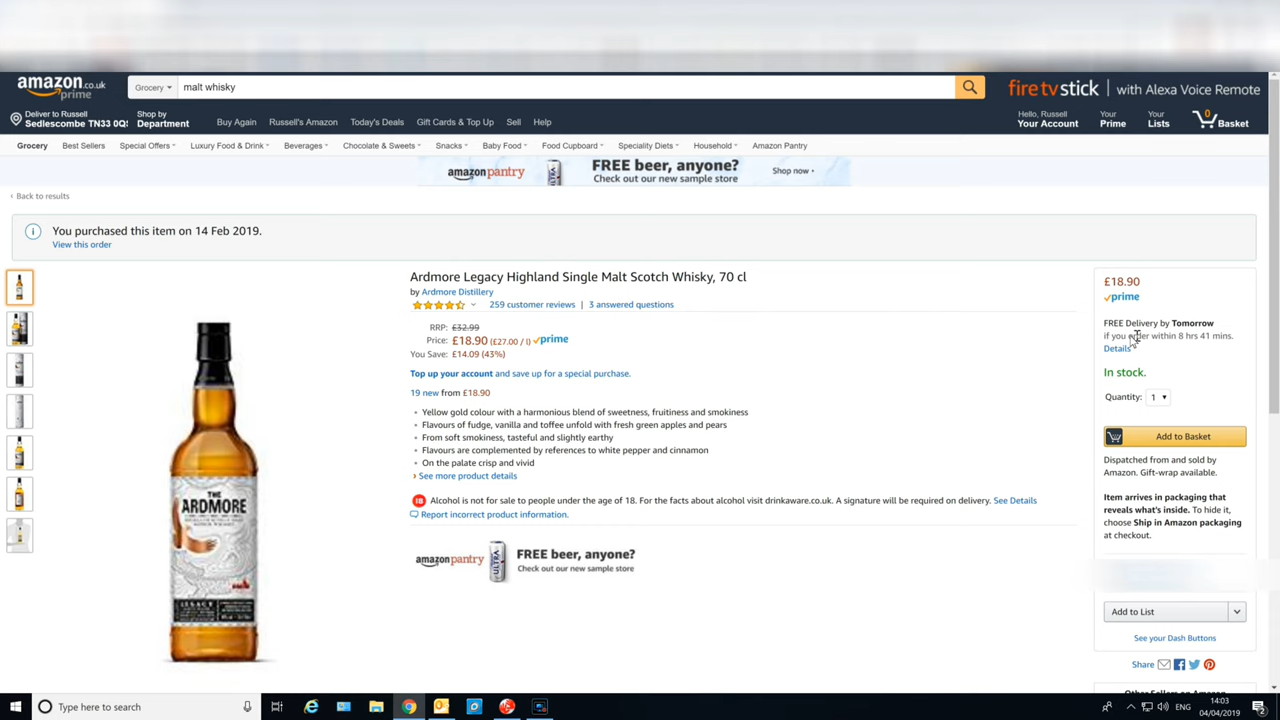 amazon.co.uk
prime
Grocery
malt whisky
fire tv stick | with Alexa Voice Remote
Deliver to Russell
Sedlescombe TN33 0Q
Shop by
Department
Buy Again
Russell's Amazon
Today's Deals
Gift Cards & Top Up
Sell
Help
Hello, Russell
Your Account
Your
Prime
Your
Lists
0
Basket
Grocery
Best Sellers
Special Offers
Luxury Food & Drink
Beverages
Chocolate & Sweets
Snacks
Baby Food
Food Cupboard
Speciality Diets
Household
Amazon Pantry
amazonpantry
FREE beer, anyone?
Check out our new sample store
Shop now
‹ Back to results
You purchased this item on 14 Feb 2019.
View this order
Ardmore Legacy Highland Single Malt Scotch Whisky, 70 cl
by Ardmore Distillery
259 customer reviews | 3 answered questions
RRP: £32.99
Price: £18.90 (£27.00 / l) prime
You Save: £14.09 (43%)
Top up your account and save up for a special purchase.
19 new from £18.90
Yellow gold colour with a harmonious blend of sweetness, fruitiness and smokiness
Flavours of fudge, vanilla and toffee unfold with fresh green apples and pears
From soft smokiness, tasteful and slightly earthy
Flavours are complemented by references to white pepper and cinnamon
On the palate crisp and vivid
› See more product details
18 Alcohol is not for sale to people under the age of 18. For the facts about alcohol visit drinkaware.co.uk. A signature will be required on delivery. See Details
Report incorrect product information.
amazonpantry
ULTRA
FREE beer, anyone?
Check out our new sample store
THE
ARDMORE
LEGACY
£18.90
prime
FREE Delivery by Tomorrow
if you order within 8 hrs 41 mins.
Details
In stock.
Quantity: 1
Add to Basket
Dispatched from and sold by
Amazon. Gift-wrap available.
Item arrives in packaging that
reveals what's inside. To hide it,
choose Ship in Amazon packaging
at checkout.
Add to List
See your Dash Buttons
Share
Other Sellers on Amazon
Type here to search
14:03
04/04/2019
2